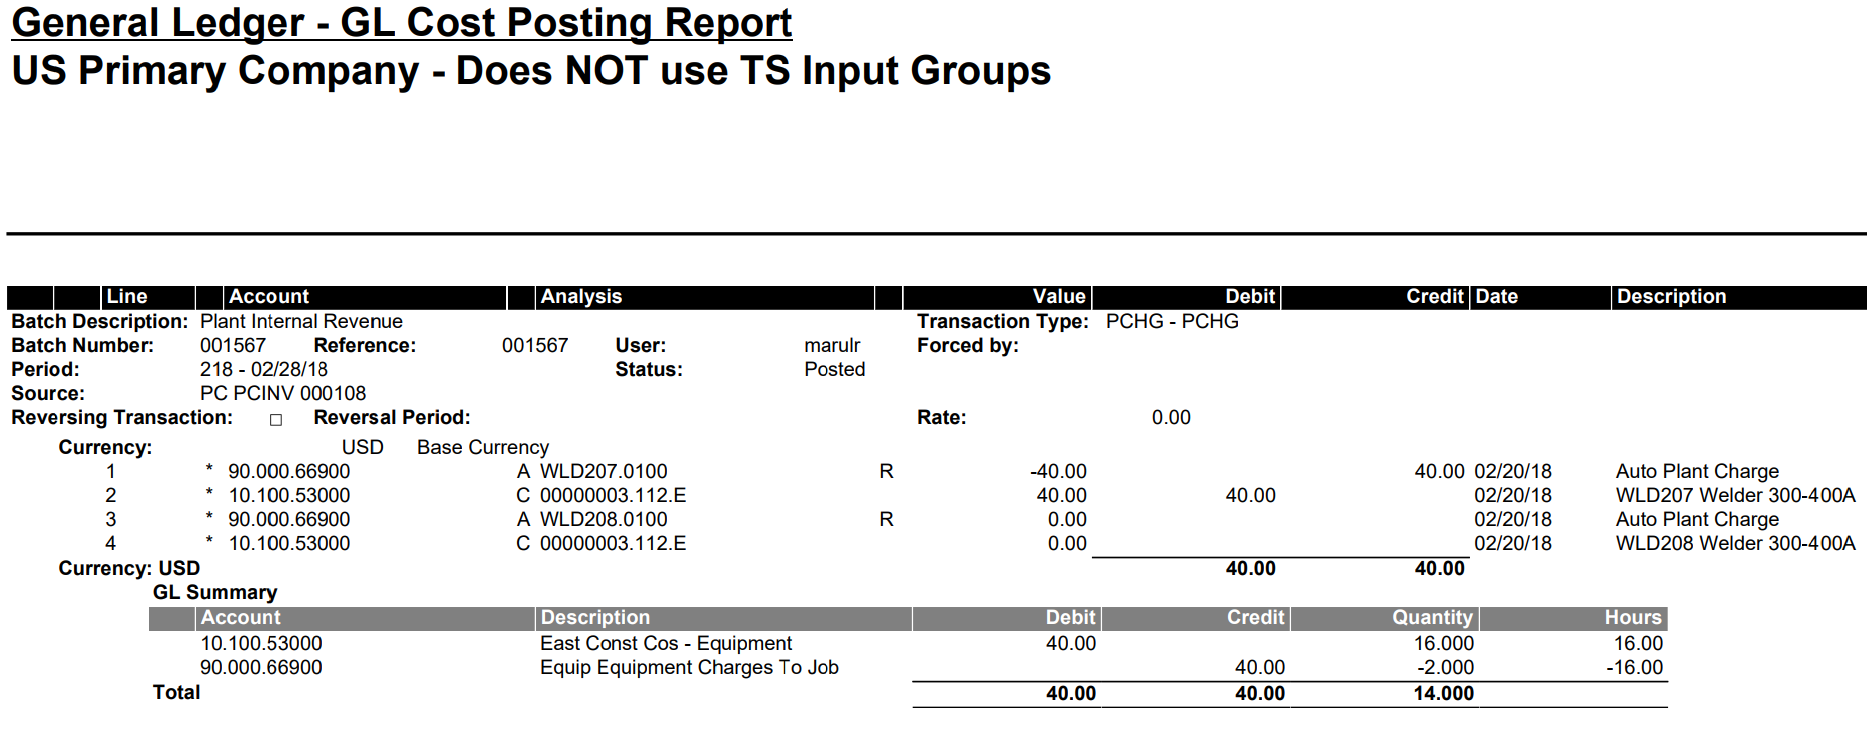 General Ledger - GL Cost Posting Report
US Primary Company - Does NOT use TS Input Groups
Line Account Analysis Value Debit Credit Date Description
Batch Description: Plant Internal Revenue Transaction Type: PCHG - PCHG
Batch Number: 001567 Reference: 001567 User: marulr Forced by:
Period: 218 - 02/28/18 Status: Posted
Source: PC PCINV 000108
Reversing Transaction: □ Reversal Period: Rate: 0.00
Currency: USD Base Currency
1 * 90.000.66900 A WLD207.0100 R -40.00 40.00 02/20/18 Auto Plant Charge
2 * 10.100.53000 C 00000003.112.E 40.00 40.00 02/20/18 WLD207 Welder 300-400A
3 * 90.000.66900 A WLD208.0100 R 0.00 02/20/18 Auto Plant Charge
4 * 10.100.53000 C 00000003.112.E 0.00 02/20/18 WLD208 Welder 300-400A
Currency: USD 40.00 40.00
GL Summary
Account Description Debit Credit Quantity Hours
10.100.53000 East Const Cos - Equipment 40.00 16.000 16.00
90.000.66900 Equip Equipment Charges To Job 40.00 -2.000 -16.00
Total 40.00 40.00 14.000